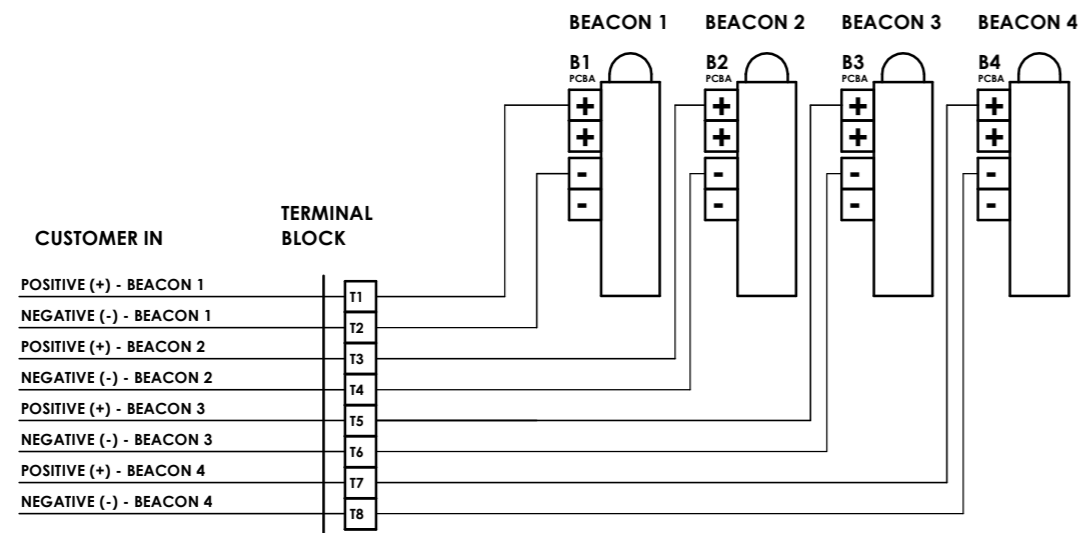 BEACON 1 BEACON 2 BEACON 3 BEACON 4
B1 B2 B3 B4
PCBA PCBA PCBA PCBA
+ + + +
+ + + +
- - - -
- - - -
TERMINAL
BLOCK
CUSTOMER IN
POSITIVE (+) - BEACON 1
T1
NEGATIVE (-) - BEACON 1
T2
POSITIVE (+) - BEACON 2
T3
NEGATIVE (-) - BEACON 2
T4
POSITIVE (+) - BEACON 3
T5
NEGATIVE (-) - BEACON 3
T6
POSITIVE (+) - BEACON 4
T7
NEGATIVE (-) - BEACON 4
T8